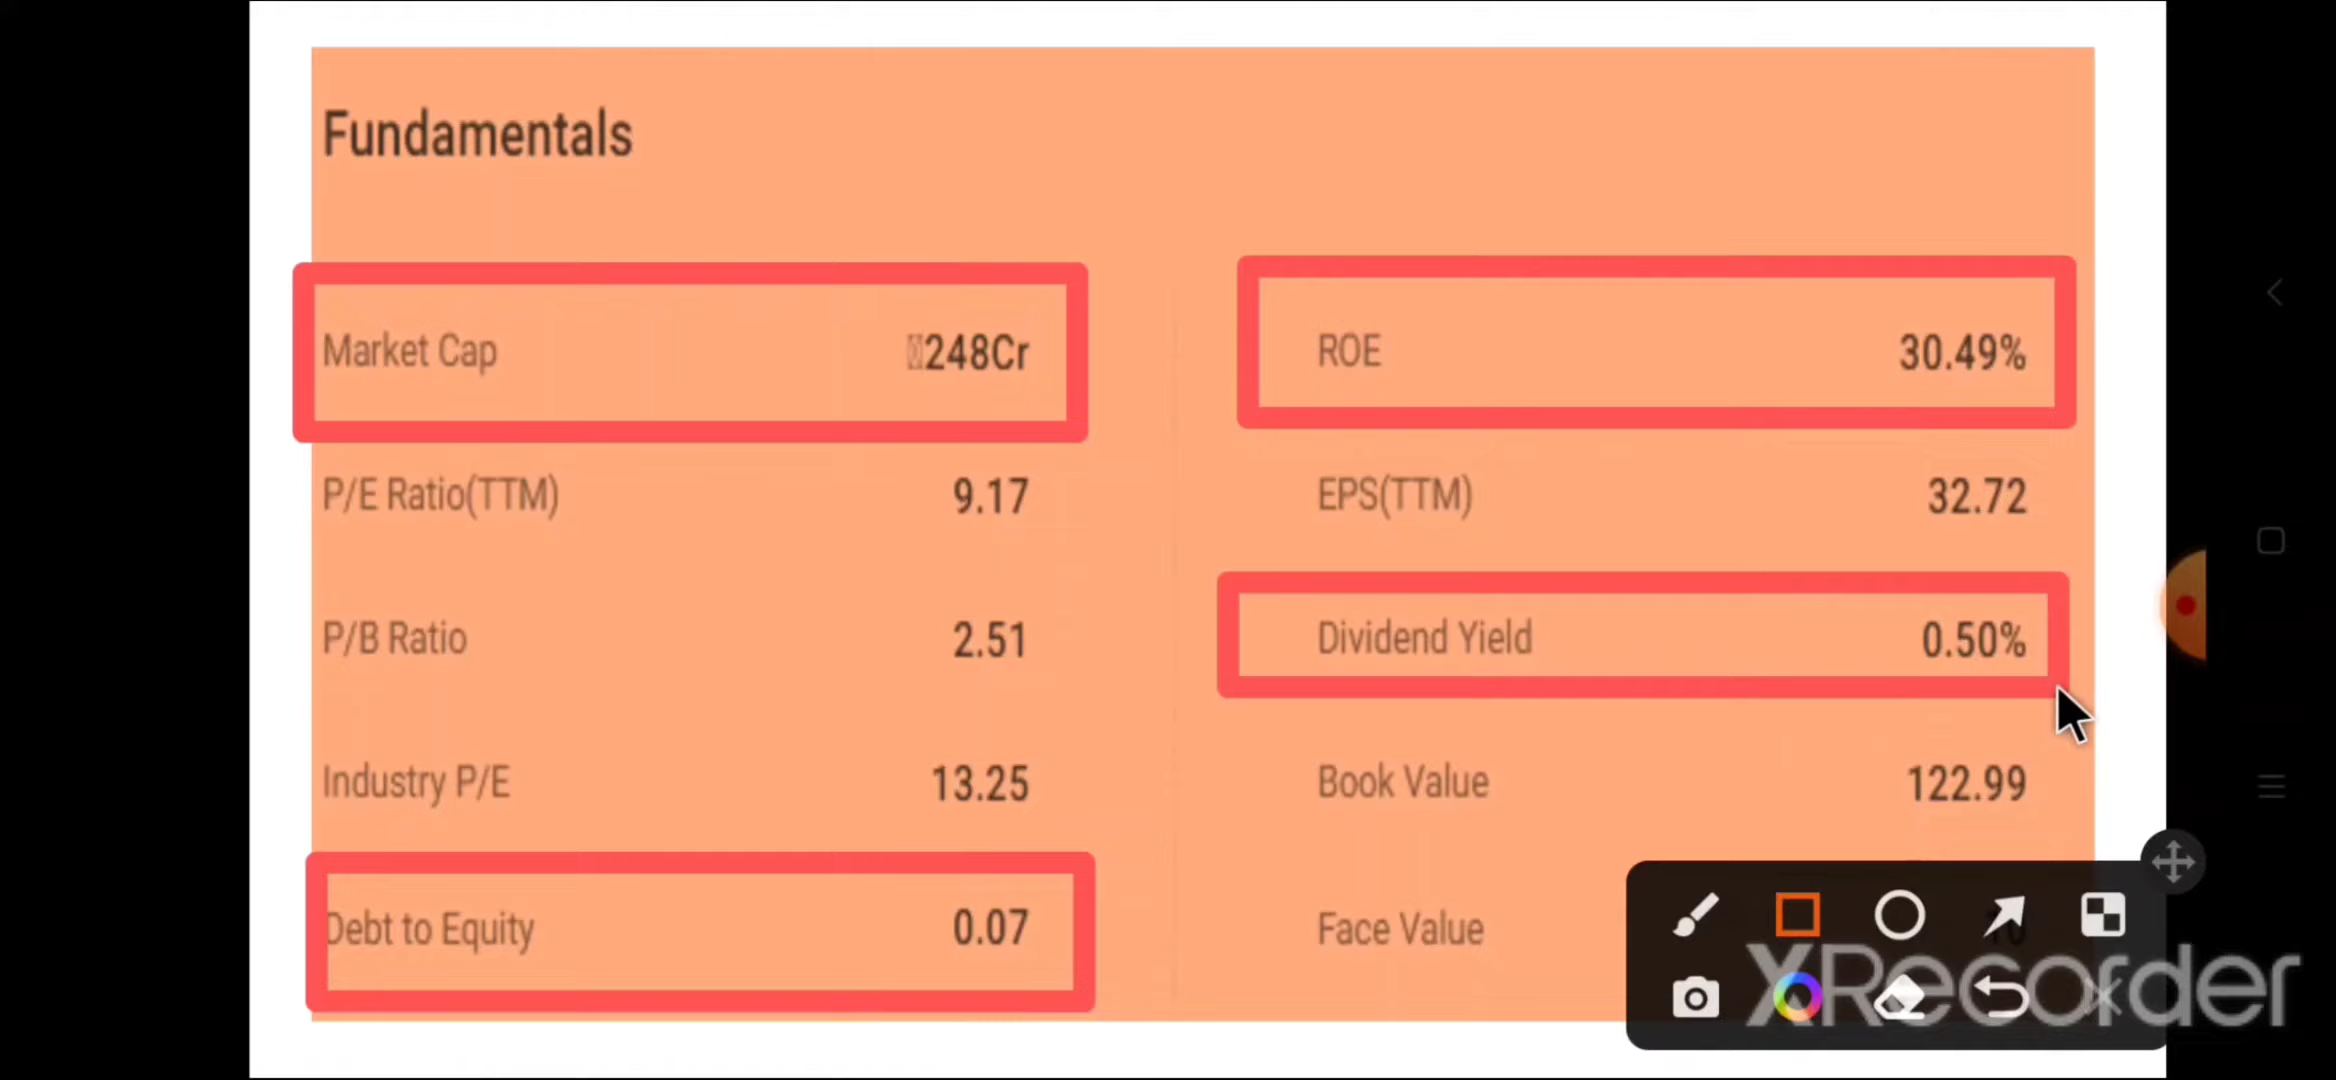 Fundamentals
Market Cap 248Cr
ROE 30.49%
P/E Ratio(TTM) 9.17
EPS(TTM) 32.72
P/B Ratio 2.51
Dividend Yield 0.50%
Industry P/E 13.25
Book Value 122.99
Debt to Equity 0.07
Face Value 10
XRecorder